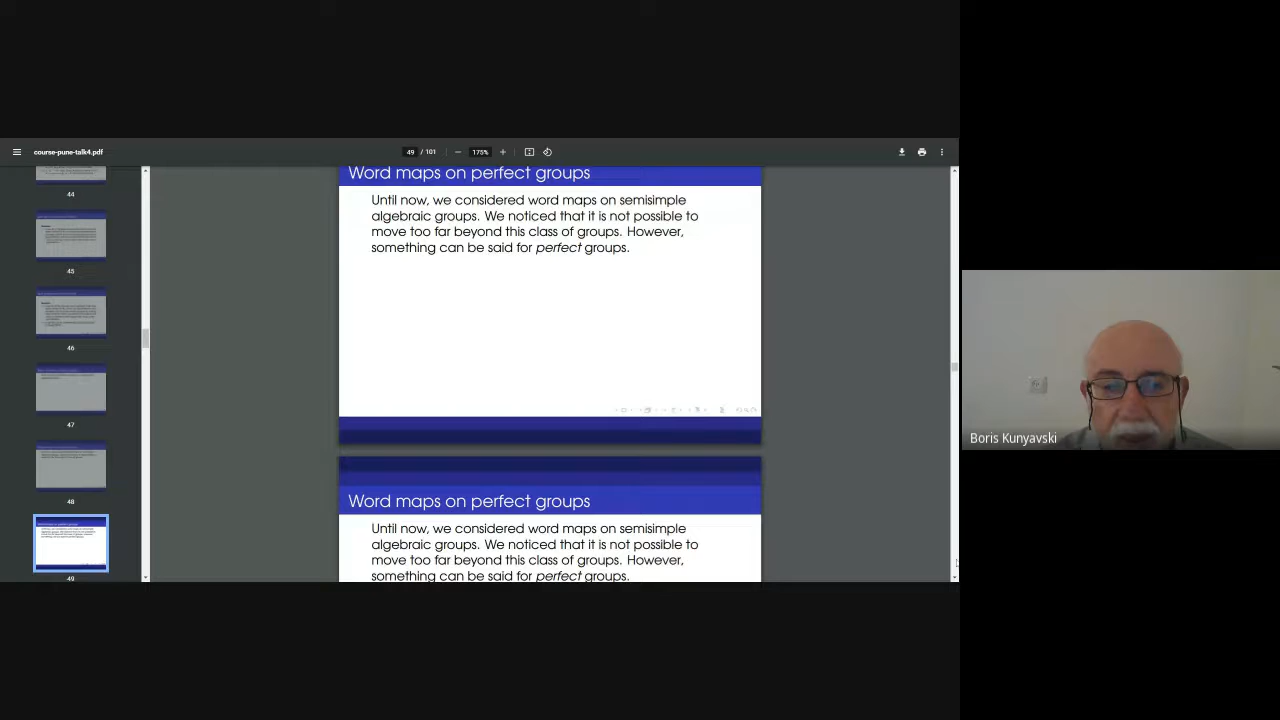 course-pune-talk4.pdf
49 / 101
175%
44
45
46
47
48
49
Word maps on perfect groups
Until now, we considered word maps on semisimple
algebraic groups. We noticed that it is not possible to
move too far beyond this class of groups. However,
something can be said for perfect groups.
Word maps on perfect groups
Until now, we considered word maps on semisimple
algebraic groups. We noticed that it is not possible to
move too far beyond this class of groups. However,
something can be said for perfect groups.
Boris Kunyavski